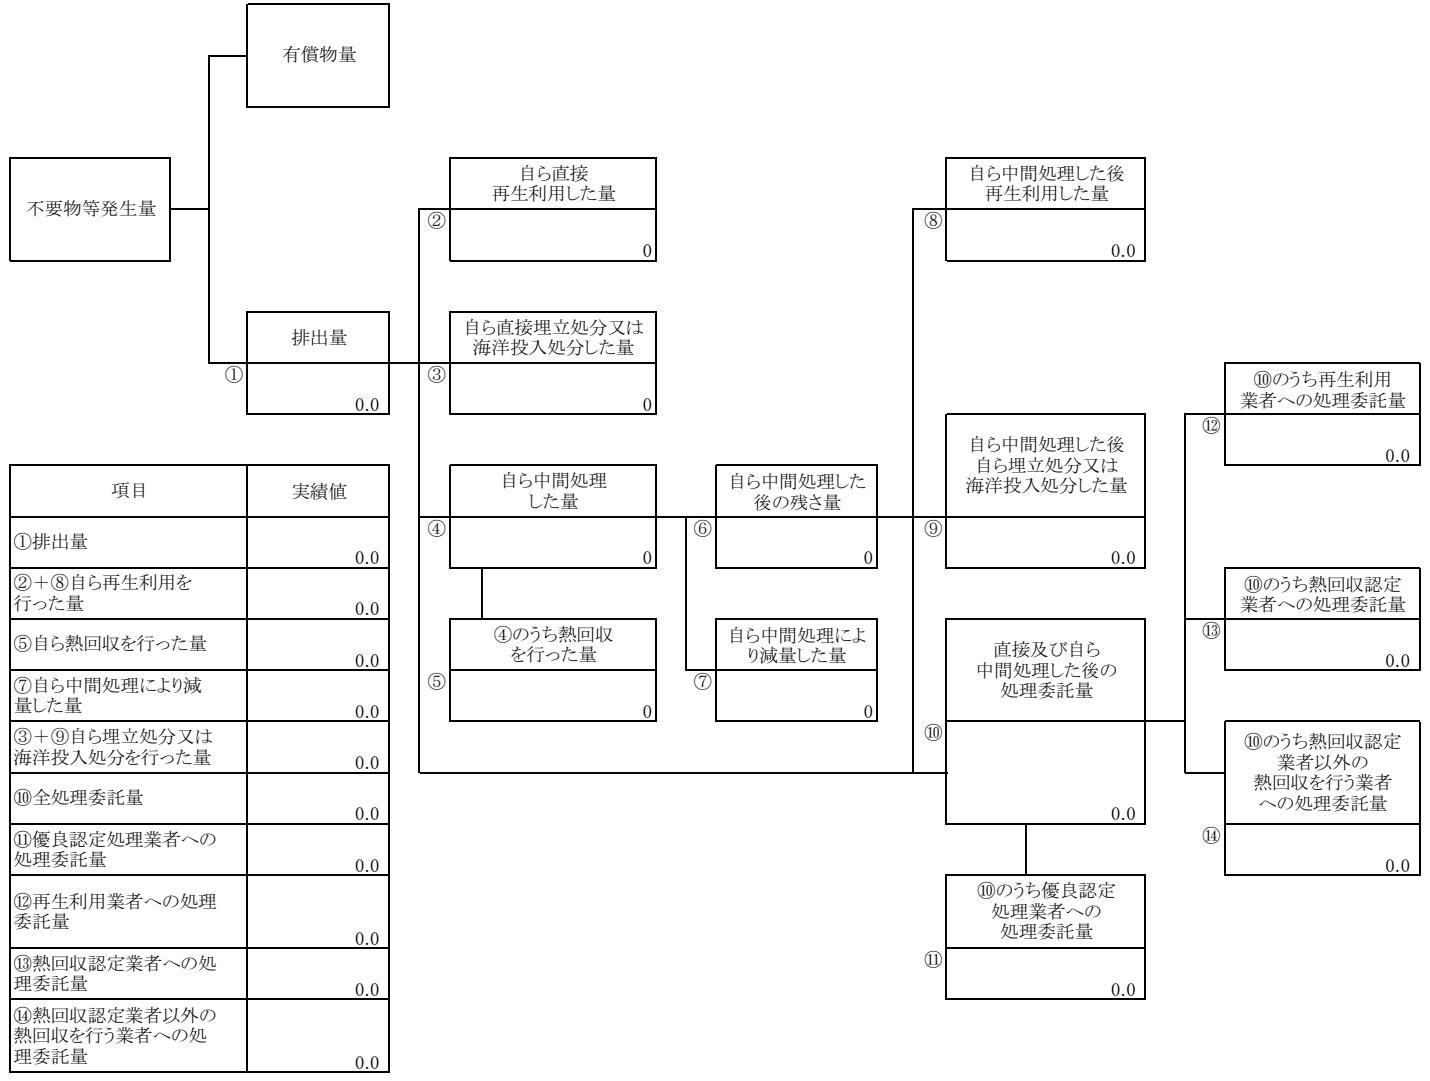 有償物量
不要物等発生量
排出量
①
0.0
自ら直接
再生利用した量
②
0
自ら直接埋立処分又は
海洋投入処分した量
③
0
自ら中間処理
した量
④
0
④のうち熱回収
を行った量
⑤
0
自ら中間処理した
後の残さ量
⑥
0
自ら中間処理によ
り減量した量
⑦
0
自ら中間処理した後
再生利用した量
⑧
0.0
自ら中間処理した後
自ら埋立処分又は
海洋投入処分した量
⑨
0.0
直接及び自ら
中間処理した後の
処理委託量
⑩
0.0
⑩のうち優良認定
処理業者への
処理委託量
⑪
0.0
⑩のうち再生利用
業者への処理委託量
⑫
0.0
⑩のうち熱回収認定
業者への処理委託量
⑬
0.0
⑩のうち熱回収認定
業者以外の
熱回収を行う業者
への処理委託量
⑭
0.0
項目
実績値
①排出量
0.0
②＋⑧自ら再生利用を
行った量
0.0
⑤自ら熱回収を行った量
0.0
⑦自ら中間処理により減
量した量
0.0
③＋⑨自ら埋立処分又は
海洋投入処分を行った量
0.0
⑩全処理委託量
0.0
⑪優良認定処理業者への
処理委託量
0.0
⑫再生利用業者への処理
委託量
0.0
⑬熱回収認定業者への処
理委託量
0.0
⑭熱回収認定業者以外の
熱回収を行う業者への処
理委託量
0.0